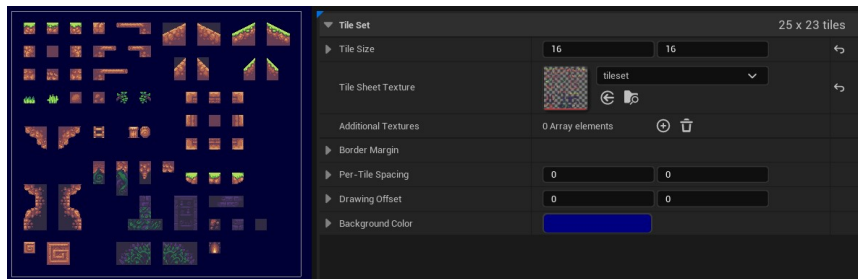 Tile Set 25 x 23 tiles
Tile Size 16 16
Tile Sheet Texture tileset
Additional Textures 0 Array elements
Border Margin
Per-Tile Spacing 0 0
Drawing Offset 0 0
Background Color